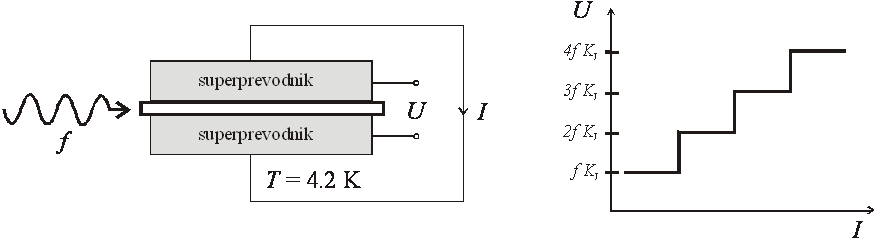 superprevodnik
f
U
I
superprevodnik
T = 4.2 K
U
4f K_J
3f K_J
2f K_J
f K_J
I